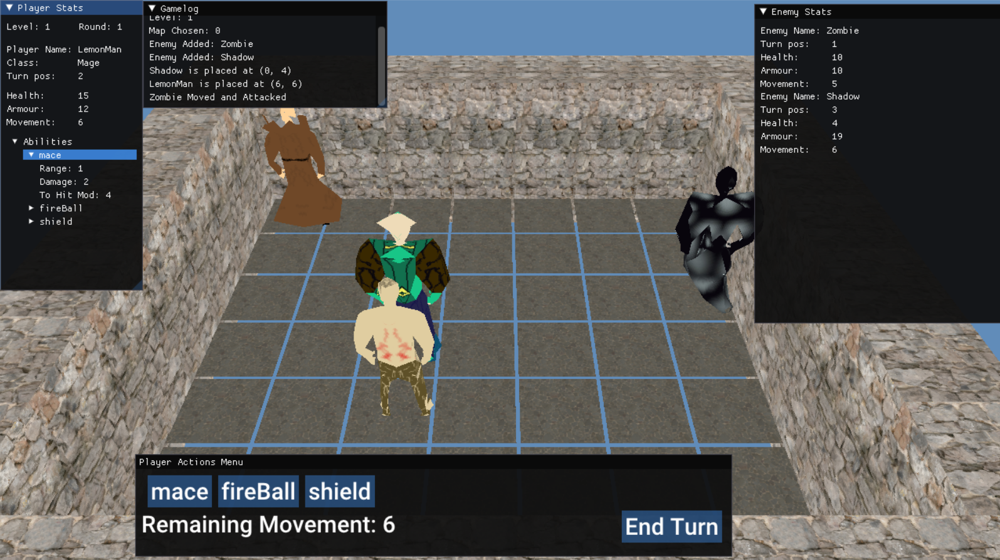 Player Stats
Level: 1 Round: 1
Player Name: LemonMan
Class: Mage
Turn pos: 2
Health: 15
Armour: 12
Movement: 6
Abilities
mace
Range: 1
Damage: 2
To Hit Mod: 4
fireBall
shield
Gamelog
Level: 1
Map Chosen: 0
Enemy Added: Zombie
Enemy Added: Shadow
Shadow is placed at (0, 4)
LemonMan is placed at (6, 6)
Zombie Moved and Attacked
Enemy Stats
Enemy Name: Zombie
Turn pos: 1
Health: 10
Armour: 10
Movement: 5
Enemy Name: Shadow
Turn pos: 3
Health: 4
Armour: 19
Movement: 6
Player Actions Menu
mace fireBall shield
Remaining Movement: 6
End Turn